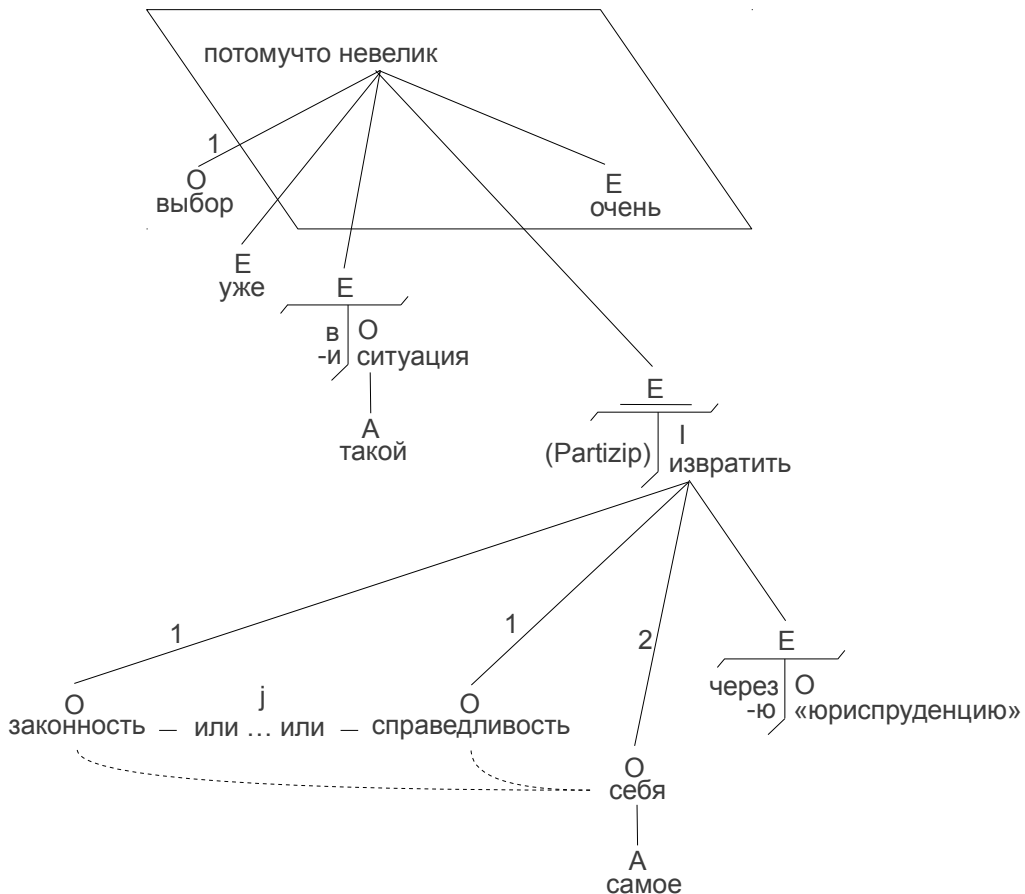 потомучто невелик
1
О
выбор
Е
очень
Е
уже
Е
в О
-и ситуация
А
такой
Е
(Partizip) I
извратить
1
1
2
О
законность — или ... или — справедливость
j
О
Е
через О
-ю «юриспруденцию»
О
себя
А
самое